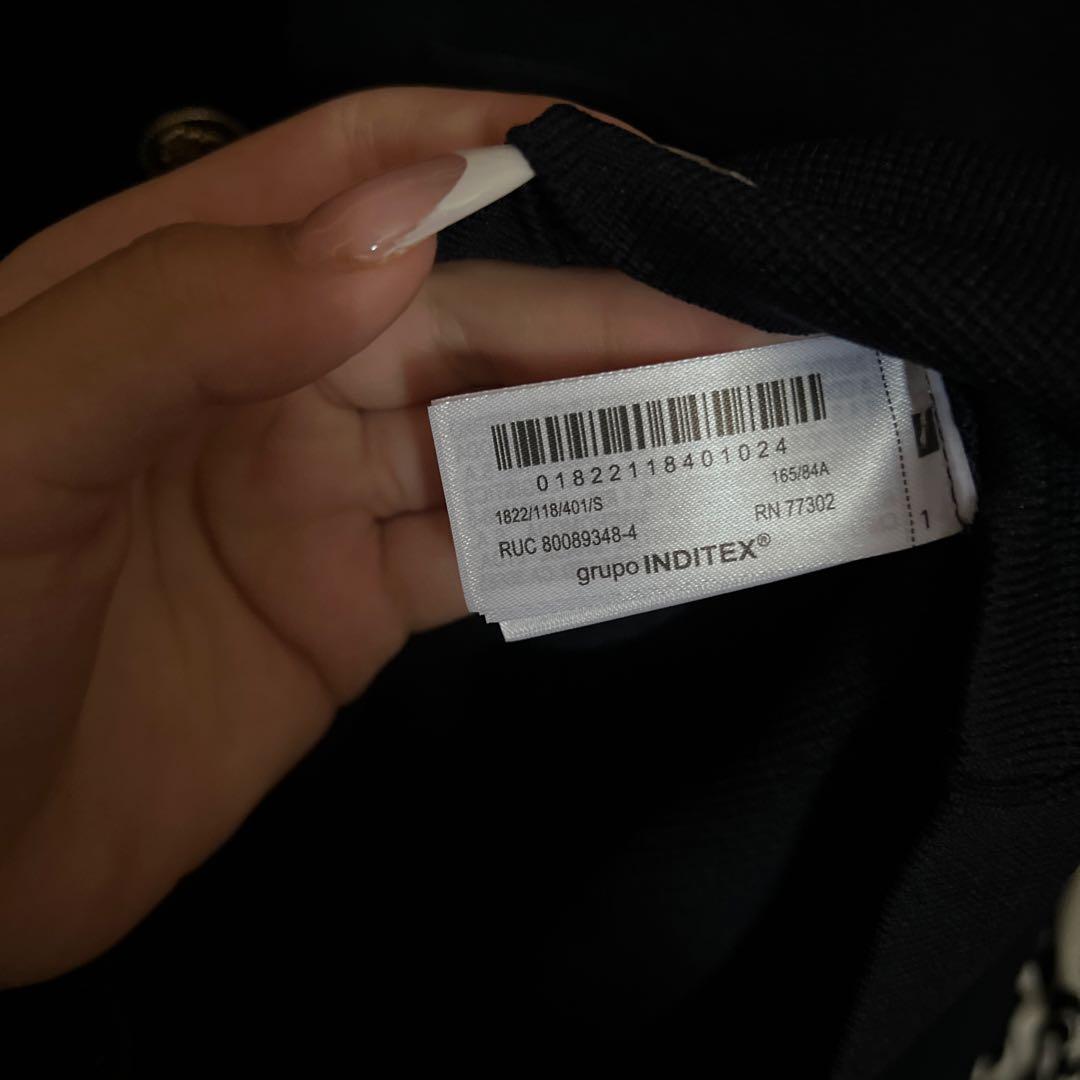 01822118401024
1822/118/401/S 165/84A
RUC 80089348-4 RN 77302
grupo INDITEX®
1